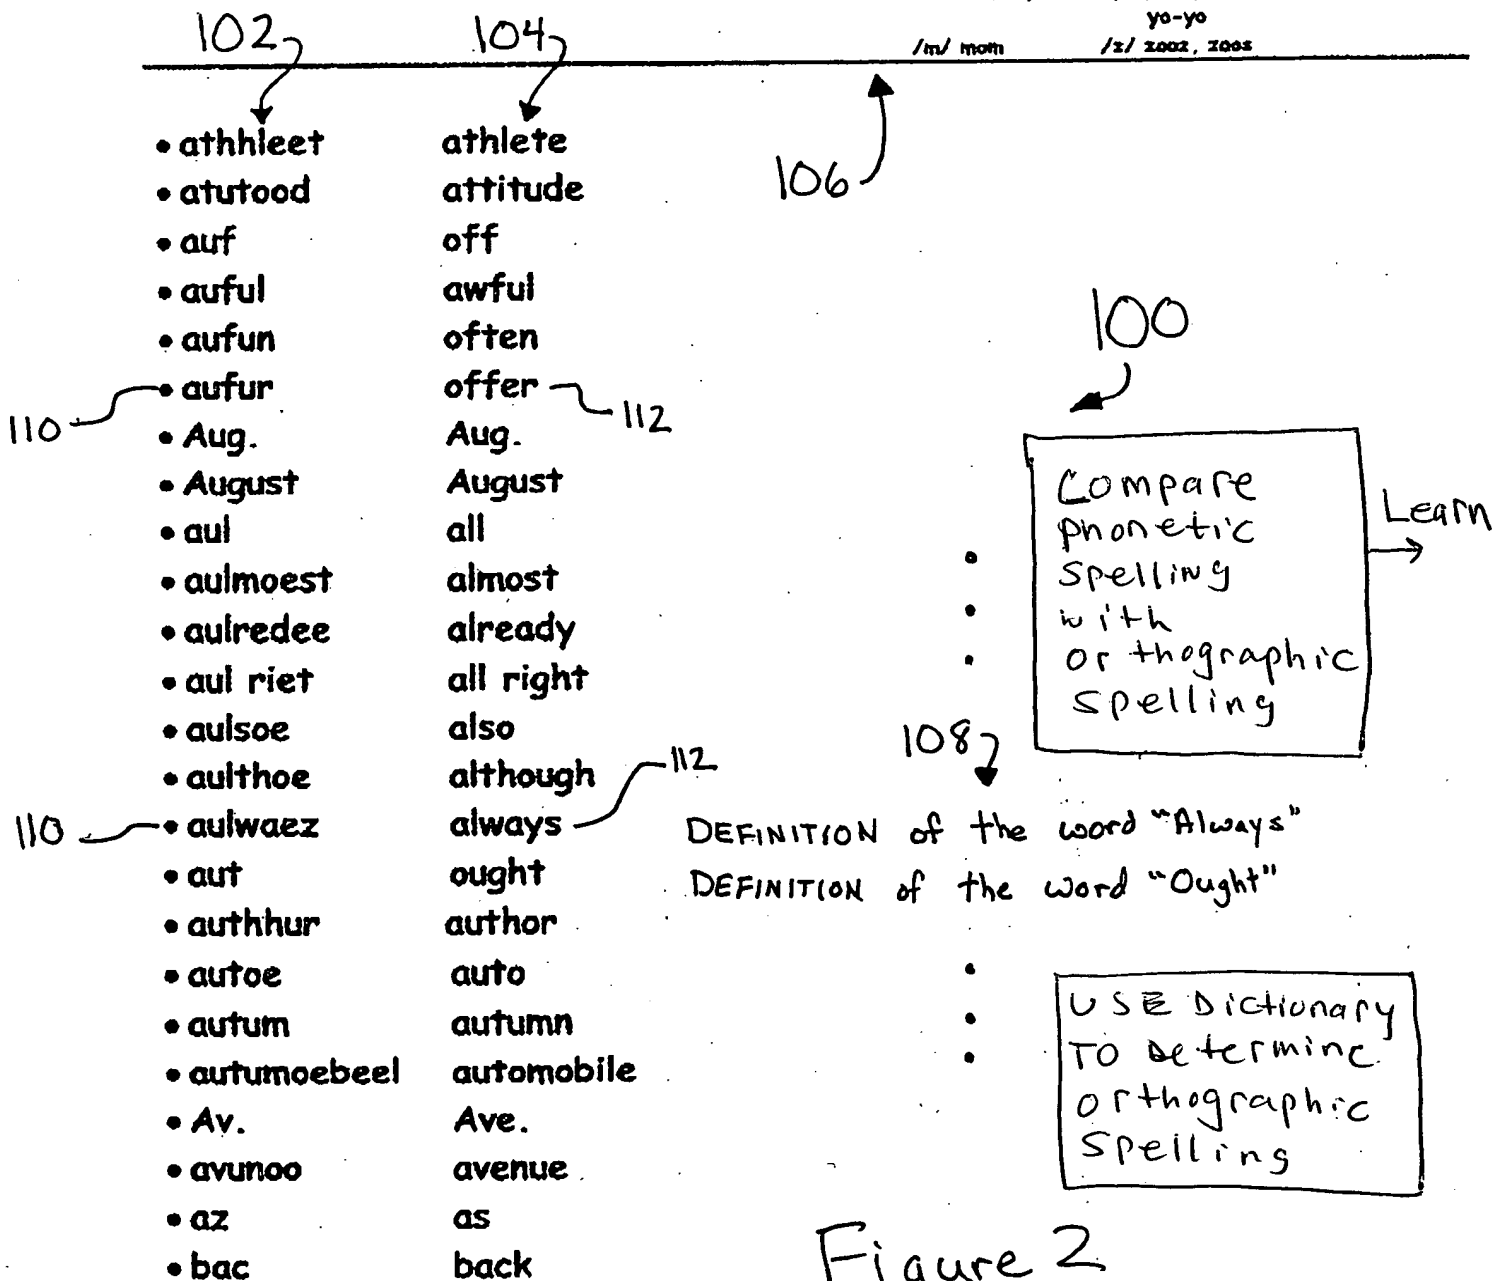 yo-yo
/m/ mom /z/ zooz, zoos
102 104
106
• athhleet athlete
• atutood attitude
• auf off
• auful awful
• aufun often
110 • aufur offer 112
• Aug. Aug.
• August August
• aul all
• aulmoest almost
• aulredee already
• aul riet all right
• aulsoe also
• aulthoe although
110 • aulwaez always 112
• aut ought
• authhur author
• autoe auto
• autum autumn
• autumoebeel automobile
• Av. Ave.
• avunoo avenue
• az as
• bac back
100
Compare
phonetic
spelling
with
orthographic
spelling
Learn
108
DEFINITION of the word "Always"
DEFINITION of the word "Ought"
USE Dictionary
TO Determine
orthographic
spelling
Figure 2